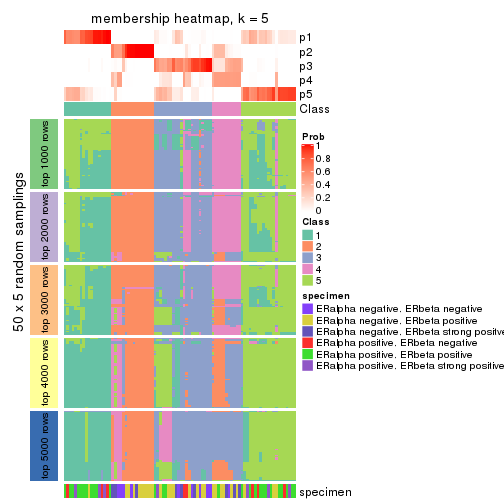 membership heatmap, k = 5
p1
p2
p3
p4
p5
Class
50 x 5 random samplings
top 1000 rows
top 2000 rows
top 3000 rows
top 4000 rows
top 5000 rows
specimen
Prob
1
0.8
0.6
0.4
0.2
0
Class
1
2
3
4
5
specimen
ERalpha negative. ERbeta negative
ERalpha negative. ERbeta positive
ERalpha negative. ERbeta strong positive
ERalpha positive. ERbeta negative
ERalpha positive. ERbeta positive
ERalpha positive. ERbeta strong positive